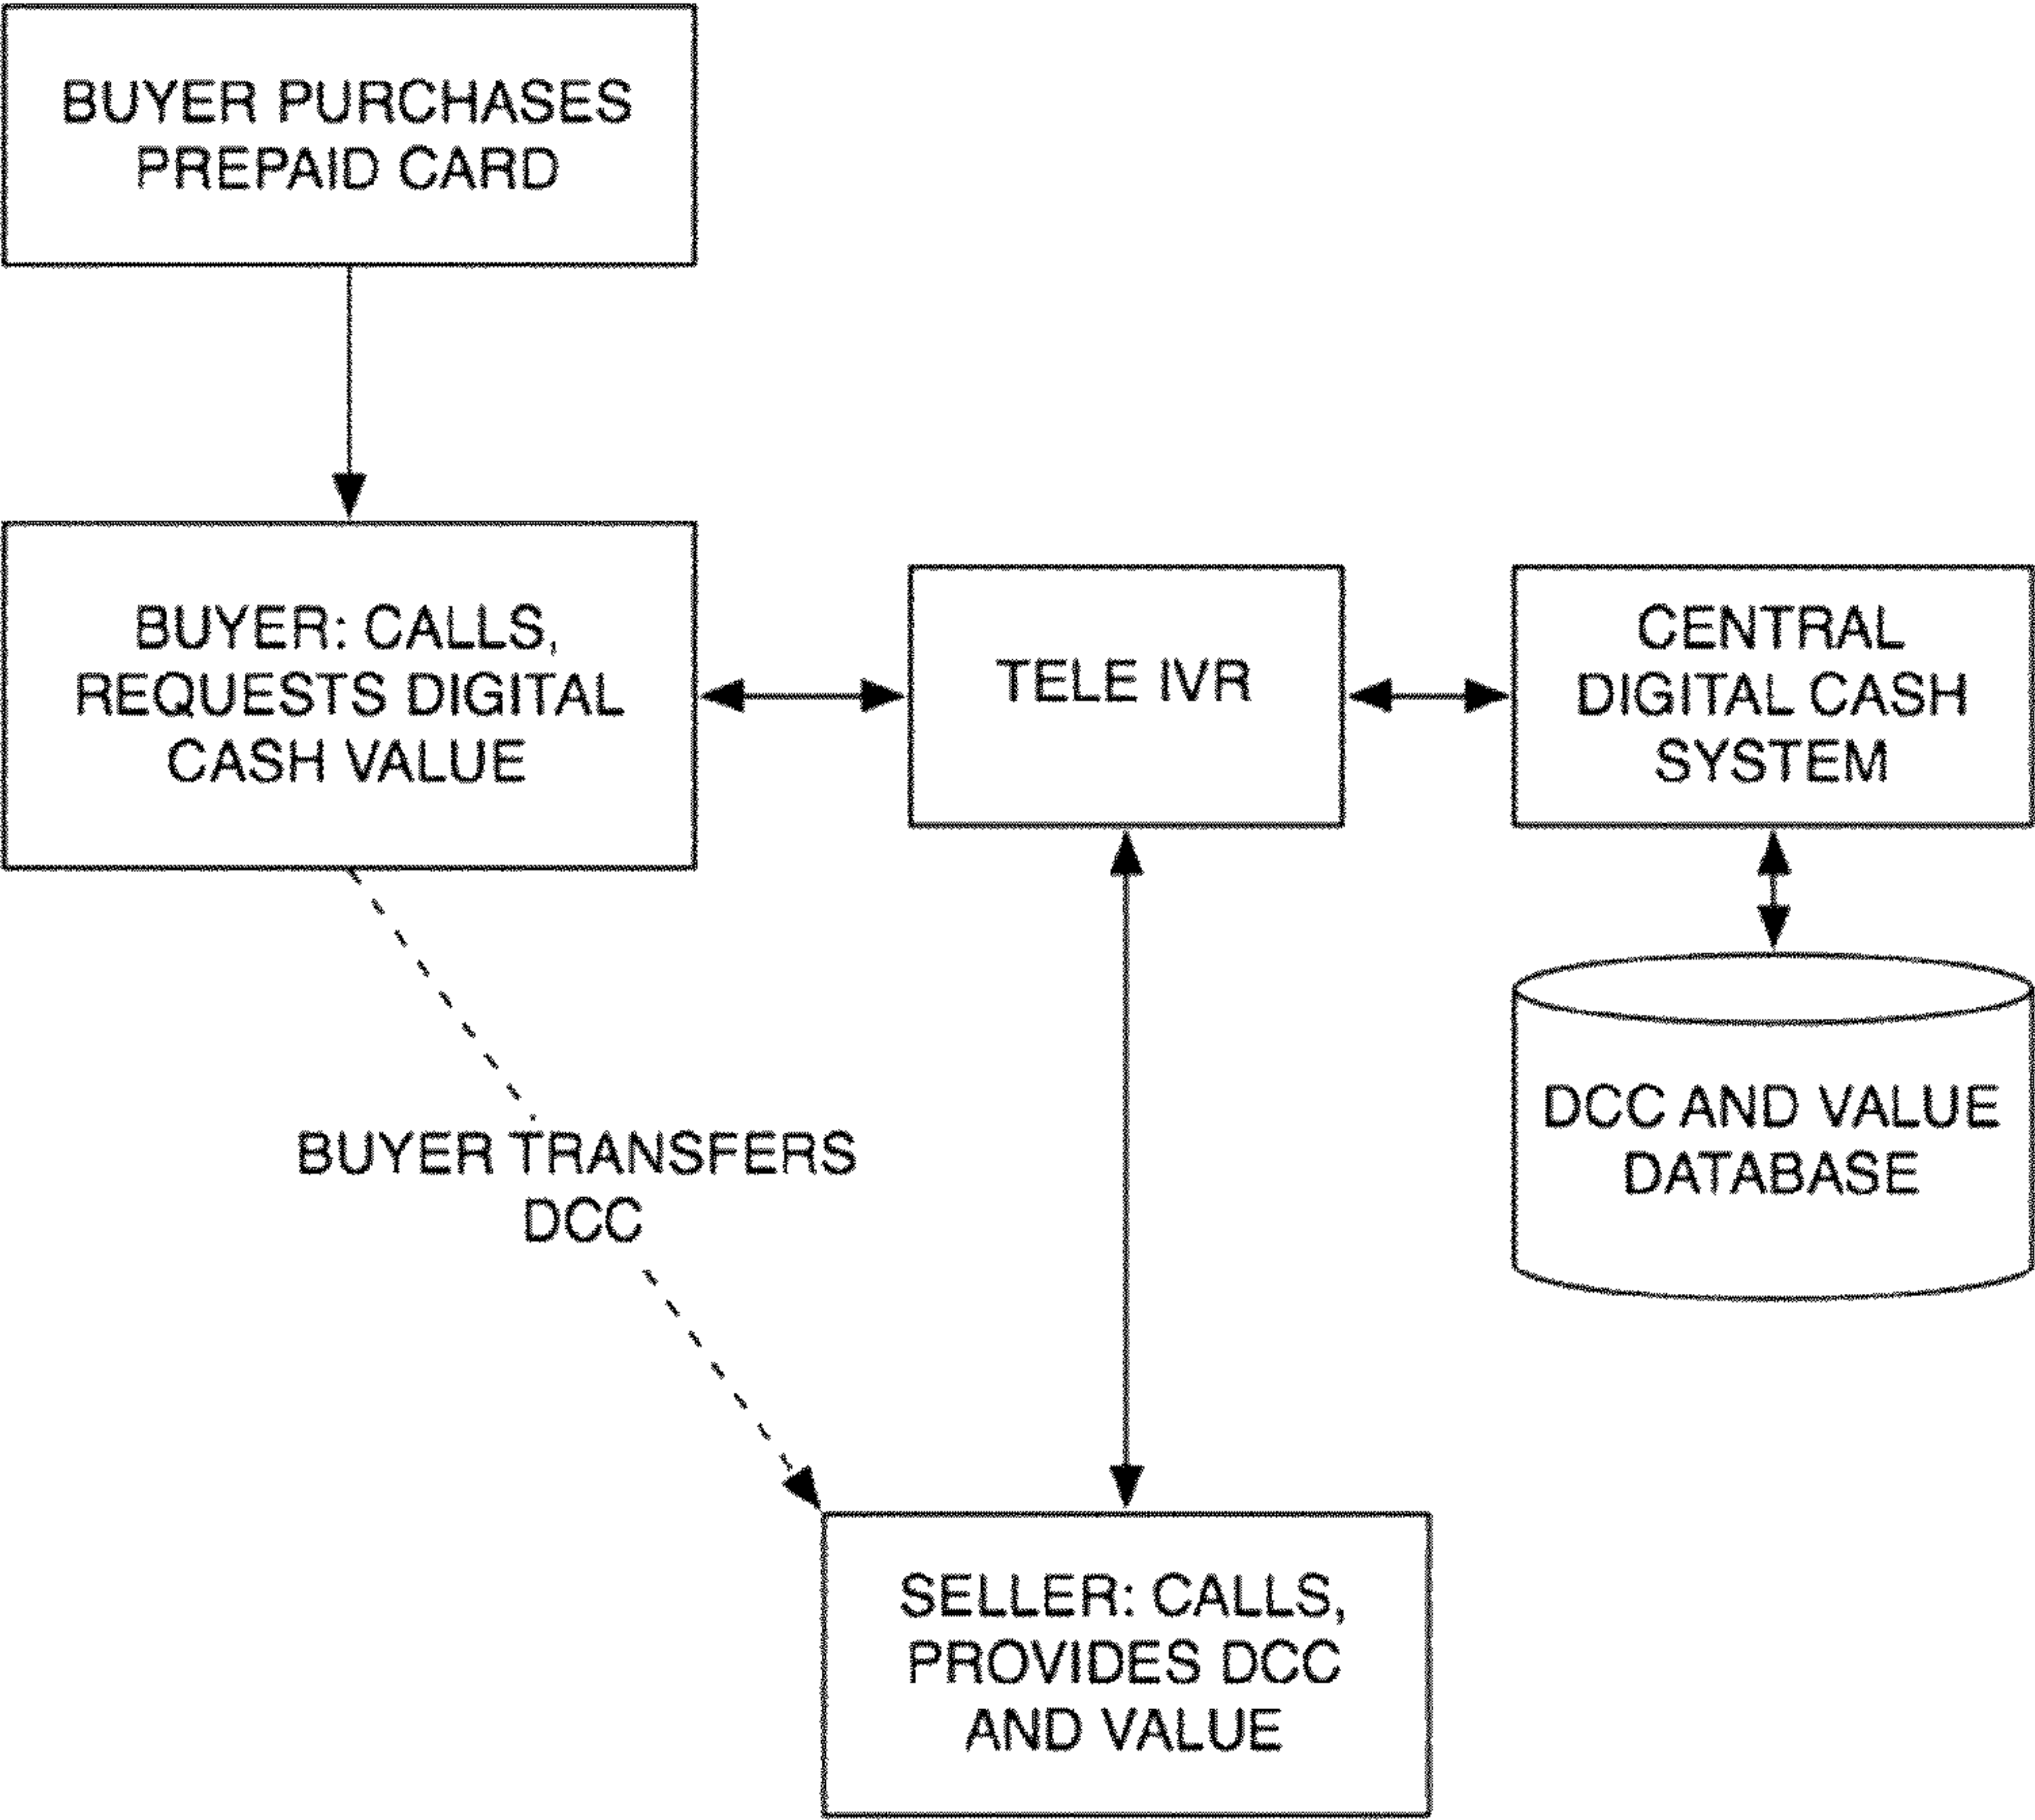 BUYER PURCHASES
PREPAID CARD
BUYER: CALLS,
REQUESTS DIGITAL
CASH VALUE
TELE IVR
CENTRAL
DIGITAL CASH
SYSTEM
DCC AND VALUE
DATABASE
BUYER TRANSFERS
DCC
SELLER: CALLS,
PROVIDES DCC
AND VALUE